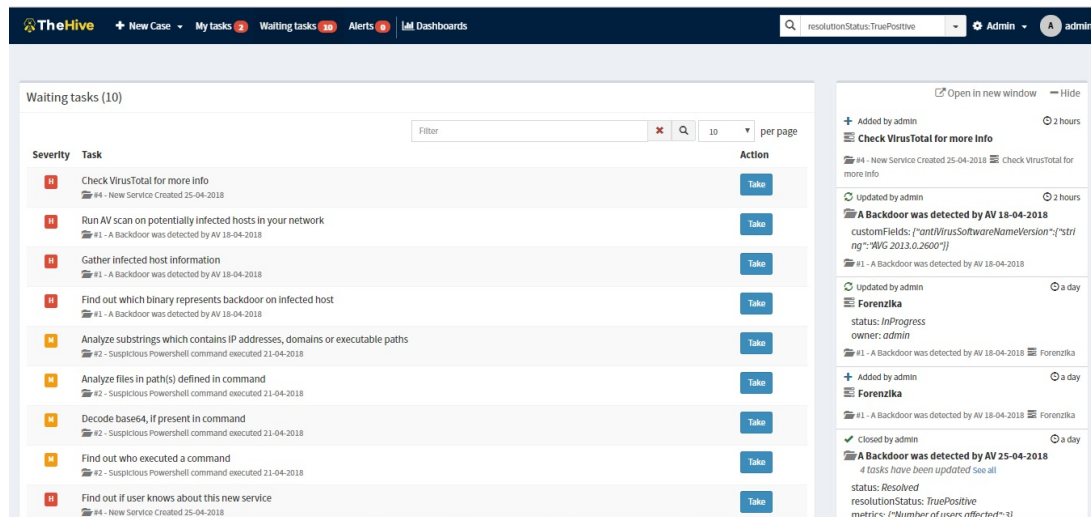 TheHive + New Case My tasks 2 Waiting tasks 10 Alerts 0 Dashboards resolutionStatus:TruePositive Admin A admin
Waiting tasks (10)
Filter 10 per page
Severity Task Action
H Check VirusTotal for more info Take
#4 - New Service Created 25-04-2018
H Run AV scan on potentially infected hosts in your network Take
#1 - A Backdoor was detected by AV 18-04-2018
H Gather infected host information Take
#1 - A Backdoor was detected by AV 18-04-2018
H Find out which binary represents backdoor on infected host Take
#1 - A Backdoor was detected by AV 18-04-2018
M Analyze substrings which contains IP addresses, domains or executable paths Take
#2 - Suspicious Powershell command executed 21-04-2018
M Analyze files in path(s) defined in command Take
#2 - Suspicious Powershell command executed 21-04-2018
M Decode base64, if present in command Take
#2 - Suspicious Powershell command executed 21-04-2018
M Find out who executed a command Take
#2 - Suspicious Powershell command executed 21-04-2018
H Find out if user knows about this new service Take
#4 - New Service Created 25-04-2018
Open in new window Hide
+ Added by admin 2 hours
Check VirusTotal for more info
#4 - New Service Created 25-04-2018 Check VirusTotal for
more info
Updated by admin 2 hours
A Backdoor was detected by AV 18-04-2018
customFields: {"antiVirusSoftwareNameVersion":{"stri
ng":"AVG 2013.0.2600"}}
#1 - A Backdoor was detected by AV 18-04-2018
Updated by admin a day
Forenzika
status: InProgress
owner: admin
#1 - A Backdoor was detected by AV 18-04-2018 Forenzika
+ Added by admin a day
Forenzika
#1 - A Backdoor was detected by AV 18-04-2018 Forenzika
Closed by admin a day
A Backdoor was detected by AV 25-04-2018
4 tasks have been updated See all
status: Resolved
resolutionStatus: TruePositive
metrics: {"Number of users affected":3}